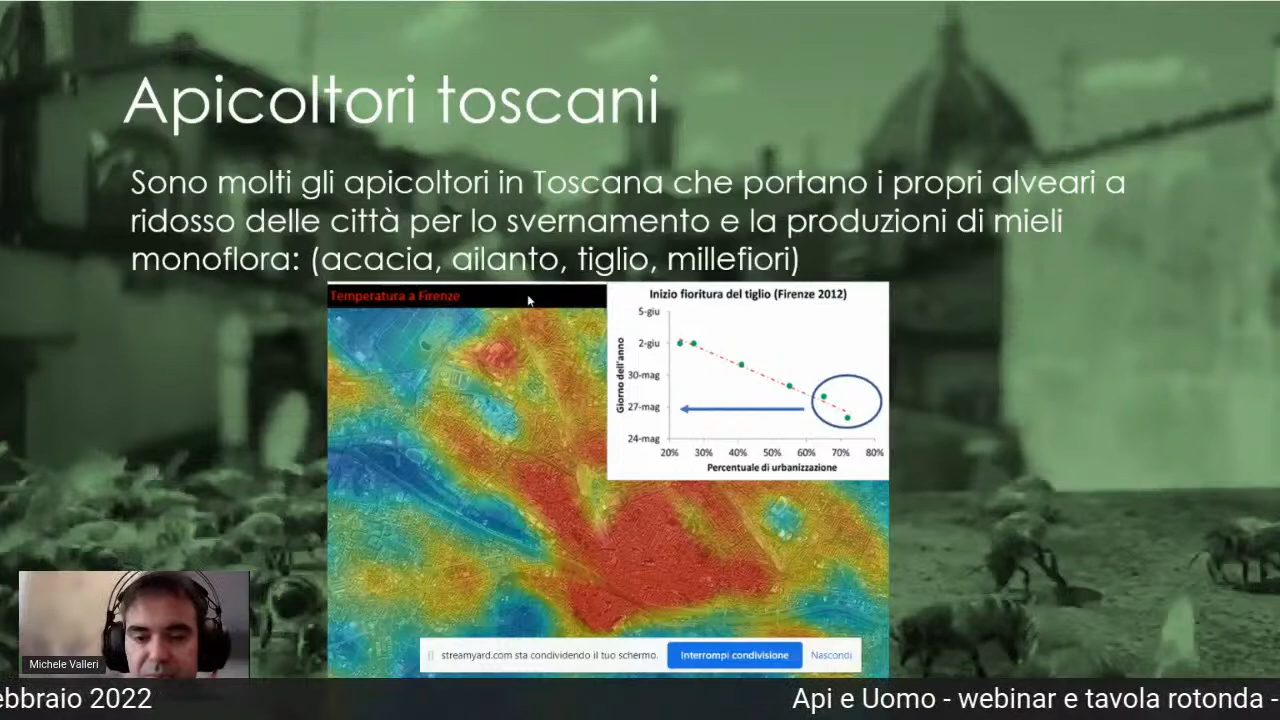 Apicoltori toscani
Sono molti gli apicoltori in Toscana che portano i propri alveari a
ridosso delle città per lo svernamento e la produzioni di mieli
monoflora: (acacia, ailanto, tiglio, millefiori)
Temperatura a Firenze
Inizio fioritura del tiglio (Firenze 2012)
Giorno dell'anno
5-giu
2-giu
30-mag
27-mag
24-mag
20% 30% 40% 50% 60% 70% 80%
Percentuale di urbanizzazione
streamyard.com sta condividendo il tuo schermo. Interrompi condivisione Nascondi
Michele Valleri
ebbraio 2022 Api e Uomo - webinar e tavola rotonda -